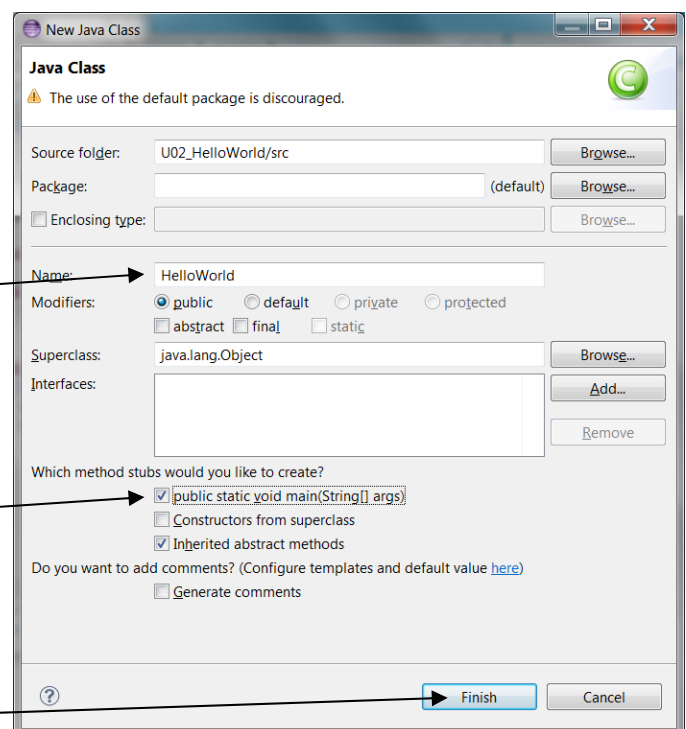 New Java Class
Java Class
The use of the default package is discouraged.
Source folder: U02_HelloWorld/src Browse...
Package: (default) Browse...
Enclosing type: Browse...
Name: HelloWorld
Modifiers: public default private protected
abstract final static
Superclass: java.lang.Object Browse...
Interfaces: Add...
Remove
Which method stubs would you like to create?
public static void main(String[] args)
Constructors from superclass
Inherited abstract methods
Do you want to add comments? (Configure templates and default value here)
Generate comments
? Finish Cancel